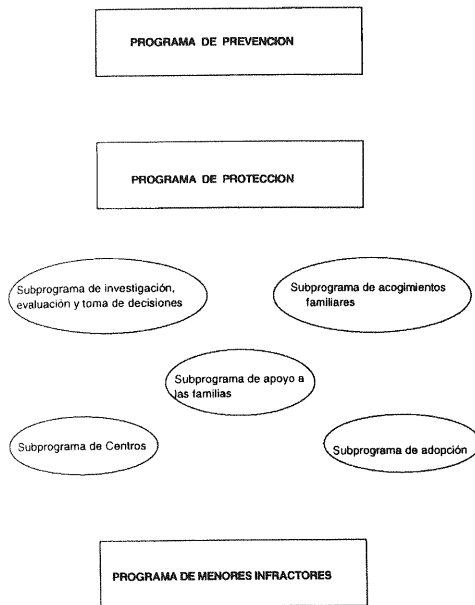 PROGRAMA DE PREVENCION
PROGRAMA DE PROTECCION
Subprograma de investigación,
evaluación y toma de decisiones
Subprograma de acogimientos
familiares
Subprograma de apoyo a
las familias
Subprograma de Centros
Subprograma de adopción
PROGRAMA DE MENORES INFRACTORES